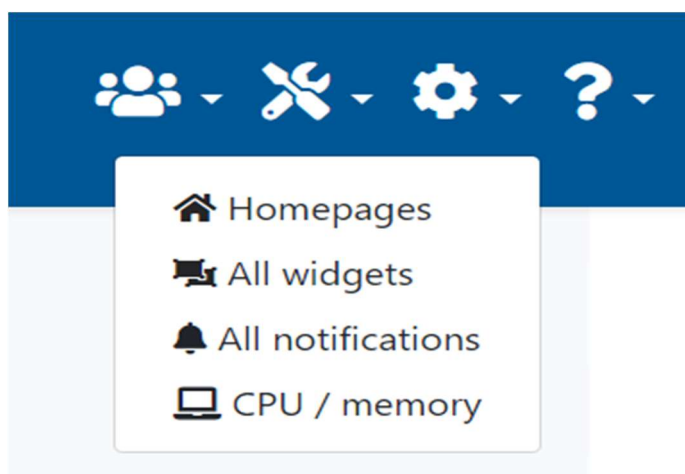 Homepages
All widgets
All notifications
CPU / memory